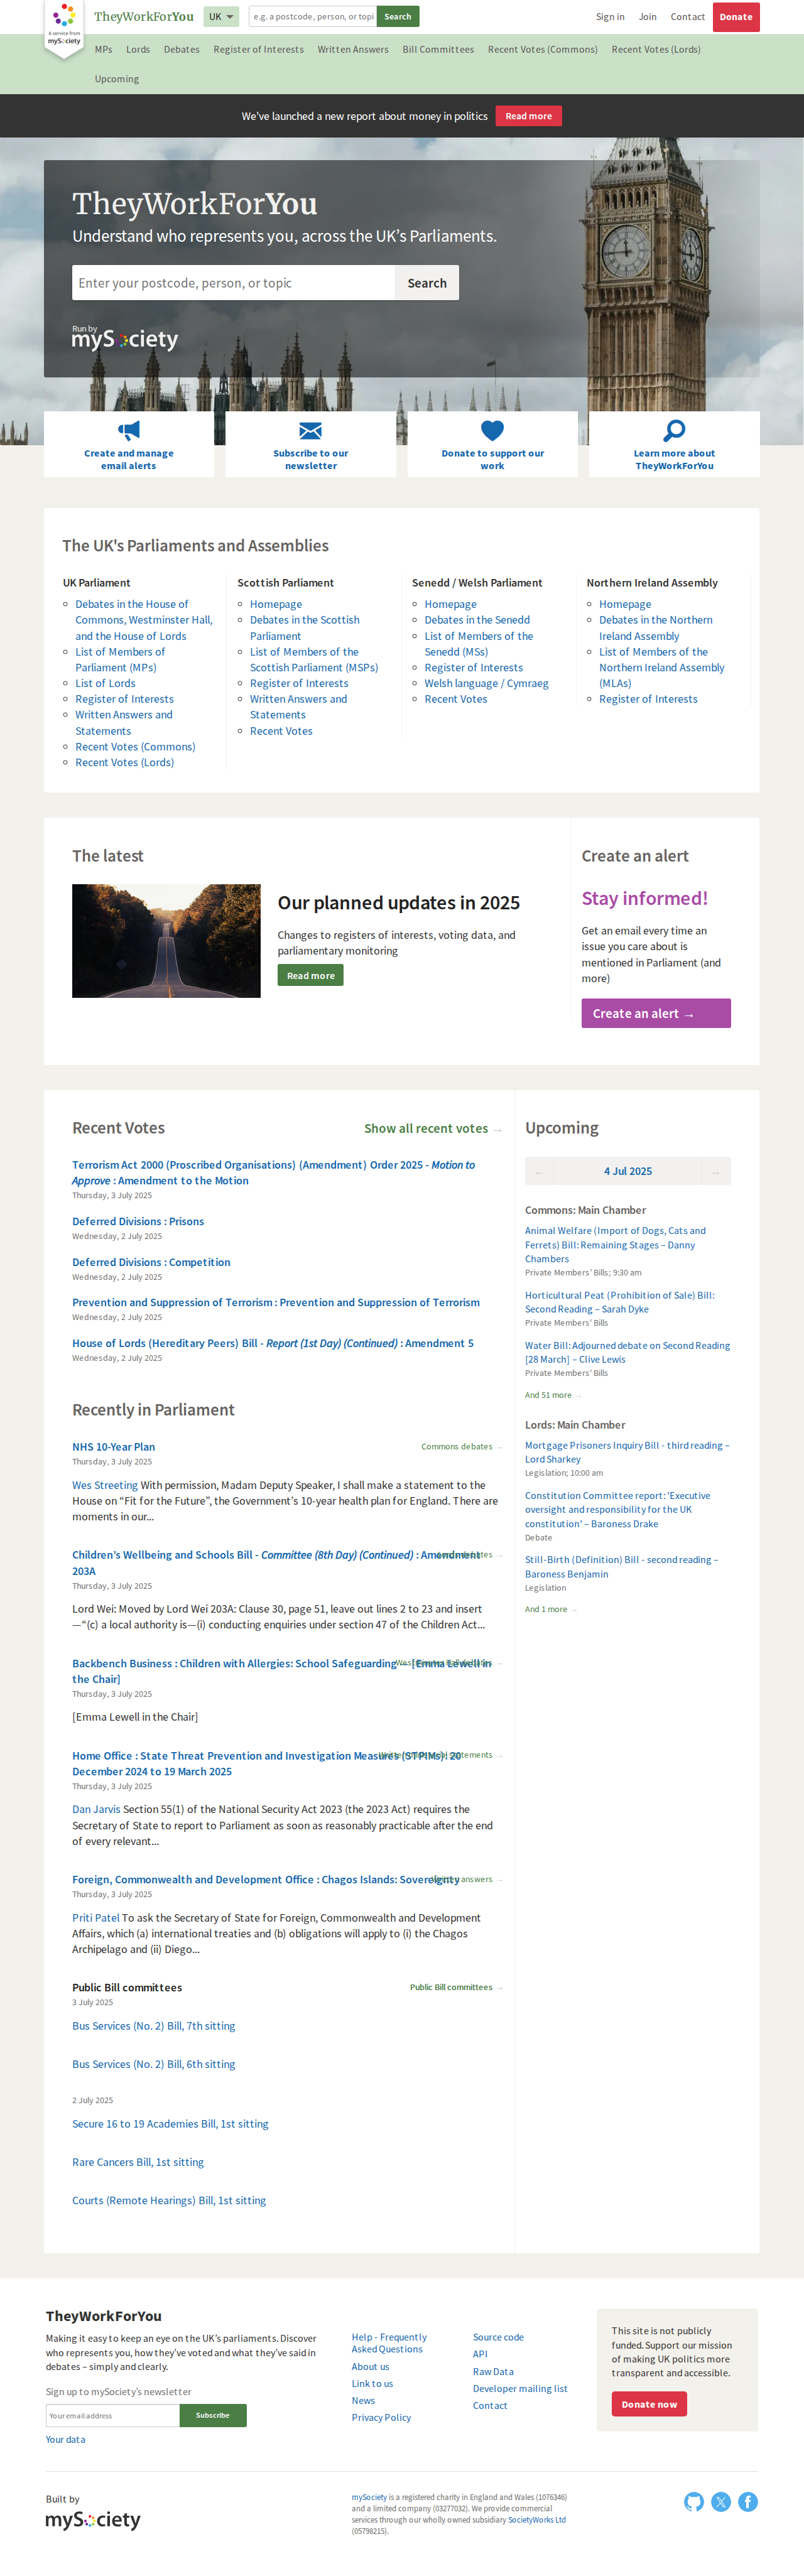 A service from
mySociety
TheyWorkForYou
UK
e.g. a postcode, person, or topi
Search
Sign in
Join
Contact
Donate
MPs
Lords
Debates
Register of Interests
Written Answers
Bill Committees
Recent Votes (Commons)
Recent Votes (Lords)
Upcoming
We've launched a new report about money in politics
Read more
TheyWorkForYou
Understand who represents you, across the UK's Parliaments.
Enter your postcode, person, or topic
Search
Run by
mySociety
Create and manage
email alerts
Subscribe to our
newsletter
Donate to support our
work
Learn more about
TheyWorkForYou
The UK's Parliaments and Assemblies
UK Parliament
Debates in the House of
Commons, Westminster Hall,
and the House of Lords
List of Members of
Parliament (MPs)
List of Lords
Register of Interests
Written Answers and
Statements
Recent Votes (Commons)
Recent Votes (Lords)
Scottish Parliament
Homepage
Debates in the Scottish
Parliament
List of Members of the
Scottish Parliament (MSPs)
Register of Interests
Written Answers and
Statements
Recent Votes
Senedd / Welsh Parliament
Homepage
Debates in the Senedd
List of Members of the
Senedd (MSs)
Register of Interests
Welsh language / Cymraeg
Recent Votes
Northern Ireland Assembly
Homepage
Debates in the Northern
Ireland Assembly
List of Members of the
Northern Ireland Assembly
(MLAs)
Register of Interests
The latest
Our planned updates in 2025
Changes to registers of interests, voting data, and
parliamentary monitoring
Read more
Create an alert
Stay informed!
Get an email every time an
issue you care about is
mentioned in Parliament (and
more)
Create an alert →
Recent Votes
Show all recent votes →
Terrorism Act 2000 (Proscribed Organisations) (Amendment) Order 2025 - Motion to
Approve : Amendment to the Motion
Thursday, 3 July 2025
Deferred Divisions : Prisons
Wednesday, 2 July 2025
Deferred Divisions : Competition
Wednesday, 2 July 2025
Prevention and Suppression of Terrorism : Prevention and Suppression of Terrorism
Wednesday, 2 July 2025
House of Lords (Hereditary Peers) Bill - Report (1st Day) (Continued) : Amendment 5
Wednesday, 2 July 2025
Recently in Parliament
NHS 10-Year Plan
Commons debates →
Thursday, 3 July 2025
Wes Streeting With permission, Madam Deputy Speaker, I shall make a statement to the
House on “Fit for the Future”, the Government's 10-year health plan for England. There are
moments in our...
Children's Wellbeing and Schools Bill - Committee (8th Day) (Continued) : Amendment
203A
Thursday, 3 July 2025
Lord Wei: Moved by Lord Wei 203A: Clause 30, page 51, leave out lines 2 to 23 and insert
—“(c) a local authority is—(i) conducting enquiries under section 47 of the Children Act...
Backbench Business : Children with Allergies: School Safeguarding — [Emma Lewell in
the Chair]
Thursday, 3 July 2025
[Emma Lewell in the Chair]
Home Office : State Threat Prevention and Investigation Measures (STPIMs): 20
December 2024 to 19 March 2025
Thursday, 3 July 2025
Dan Jarvis Section 55(1) of the National Security Act 2023 (the 2023 Act) requires the
Secretary of State to report to Parliament as soon as reasonably practicable after the end
of every relevant...
Foreign, Commonwealth and Development Office : Chagos Islands: Sovereignty
Thursday, 3 July 2025
Priti Patel To ask the Secretary of State for Foreign, Commonwealth and Development
Affairs, which (a) international treaties and (b) obligations will apply to (i) the Chagos
Archipelago and (ii) Diego...
Public Bill committees
Public Bill committees →
3 July 2025
Bus Services (No. 2) Bill, 7th sitting
Bus Services (No. 2) Bill, 6th sitting
2 July 2025
Secure 16 to 19 Academies Bill, 1st sitting
Rare Cancers Bill, 1st sitting
Courts (Remote Hearings) Bill, 1st sitting
Upcoming
←
4 Jul 2025
→
Commons: Main Chamber
Animal Welfare (Import of Dogs, Cats and
Ferrets) Bill: Remaining Stages – Danny
Chambers
Private Members' Bills; 9:30 am
Horticultural Peat (Prohibition of Sale) Bill:
Second Reading – Sarah Dyke
Private Members' Bills
Water Bill: Adjourned debate on Second Reading
[28 March] – Clive Lewis
Private Members' Bills
And 51 more →
Lords: Main Chamber
Mortgage Prisoners Inquiry Bill - third reading –
Lord Sharkey
Legislation; 10:00 am
Constitution Committee report: 'Executive
oversight and responsibility for the UK
constitution' – Baroness Drake
Debate
Still-Birth (Definition) Bill - second reading –
Baroness Benjamin
Legislation
And 1 more →
TheyWorkForYou
Making it easy to keep an eye on the UK's parliaments. Discover
who represents you, how they've voted and what they've said in
debates – simply and clearly.
Sign up to mySociety's newsletter
Your email address
Subscribe
Your data
Help - Frequently
Asked Questions
About us
Link to us
News
Privacy Policy
Source code
API
Raw Data
Developer mailing list
Contact
This site is not publicly
funded. Support our mission
of making UK politics more
transparent and accessible.
Donate now
Built by
mySociety
mySociety is a registered charity in England and Wales (1076346)
and a limited company (03277032). We provide commercial
services through our wholly owned subsidiary SocietyWorks Ltd
(05798215).